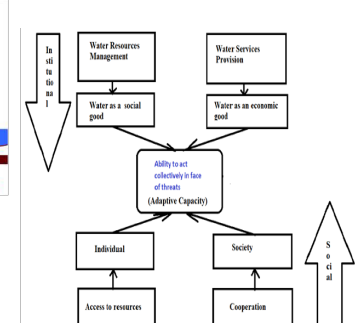 In
sti
tu
tio
na
l
Water Resources
Management
Water Services
Provision
Water as a social
good
Water as an economic
good
Ability to act
collectively in face
of threats
(Adaptive Capacity)
Individual
Society
S
o
ci
al
Access to resources
Cooperation